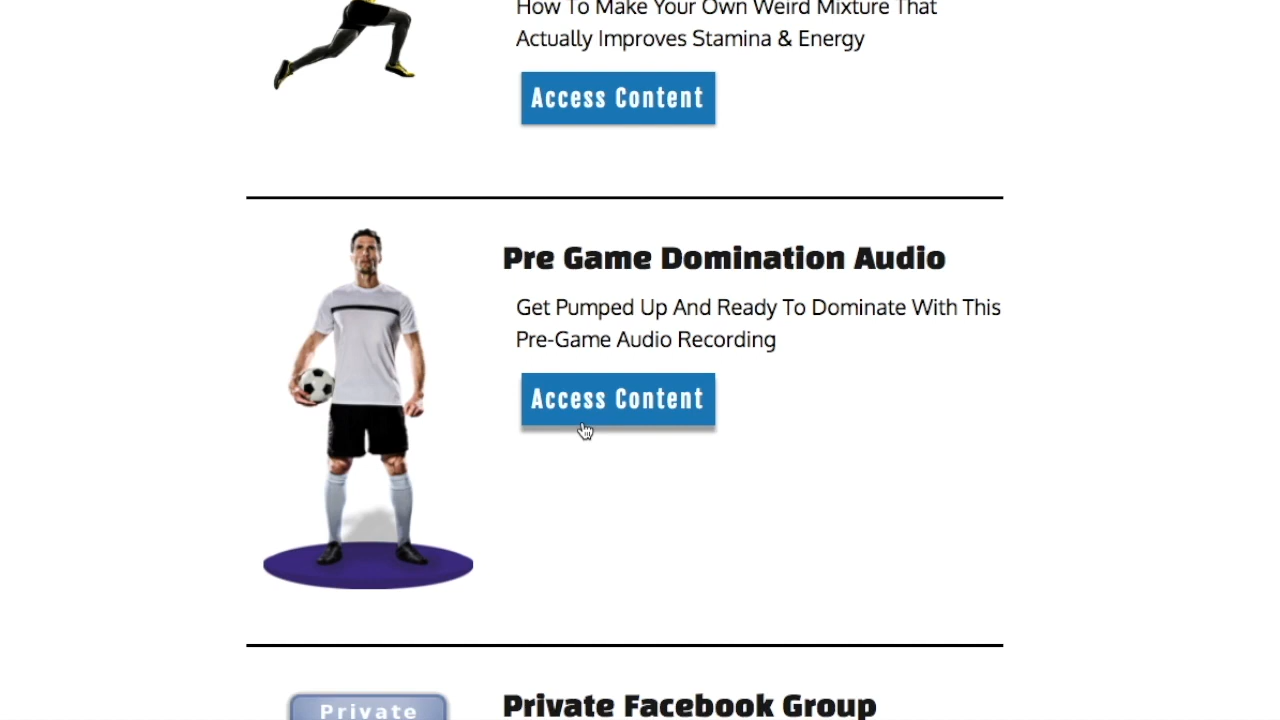 How To Make Your Own Weird Mixture That
Actually Improves Stamina & Energy
Access Content
Pre Game Domination Audio
Get Pumped Up And Ready To Dominate With This
Pre-Game Audio Recording
Access Content
Private
Private Facebook Group